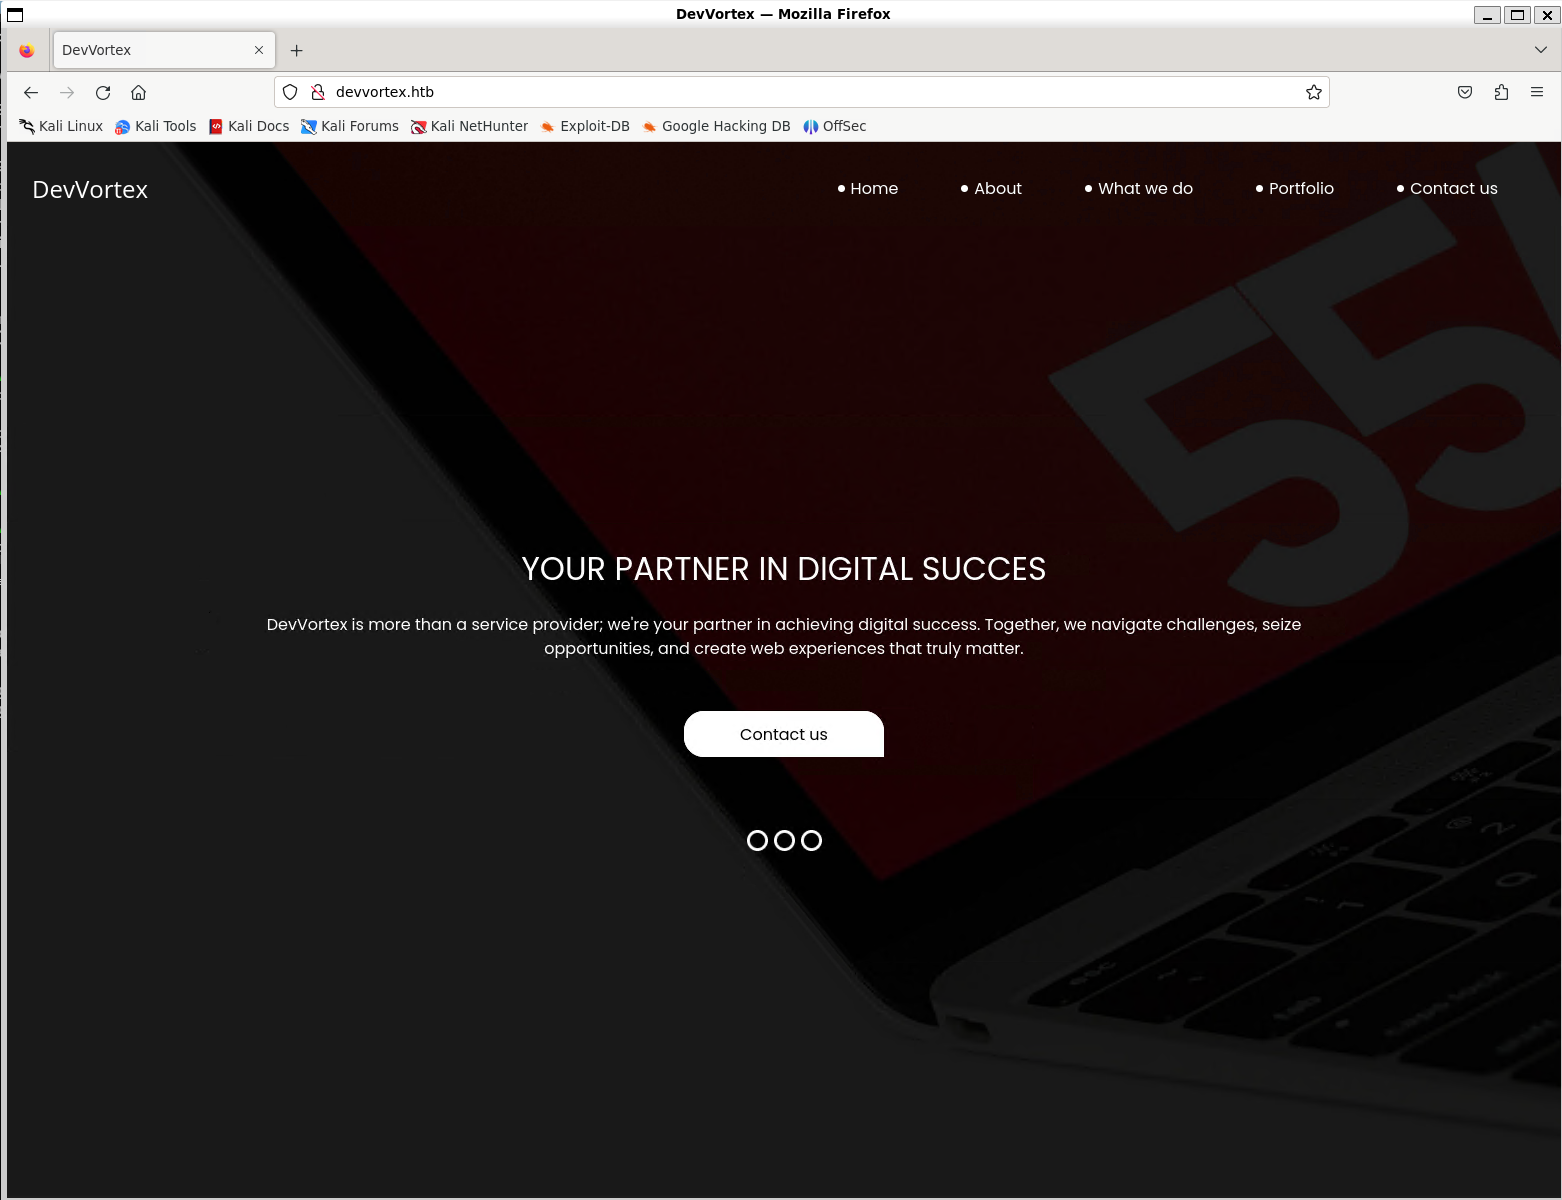 DevVortex — Mozilla Firefox
DevVortex
devvortex.htb
Kali Linux Kali Tools Kali Docs Kali Forums Kali NetHunter Exploit-DB Google Hacking DB OffSec
DevVortex
Home About What we do Portfolio Contact us
YOUR PARTNER IN DIGITAL SUCCES
DevVortex is more than a service provider; we're your partner in achieving digital success. Together, we navigate challenges, seize
opportunities, and create web experiences that truly matter.
Contact us
55
esc